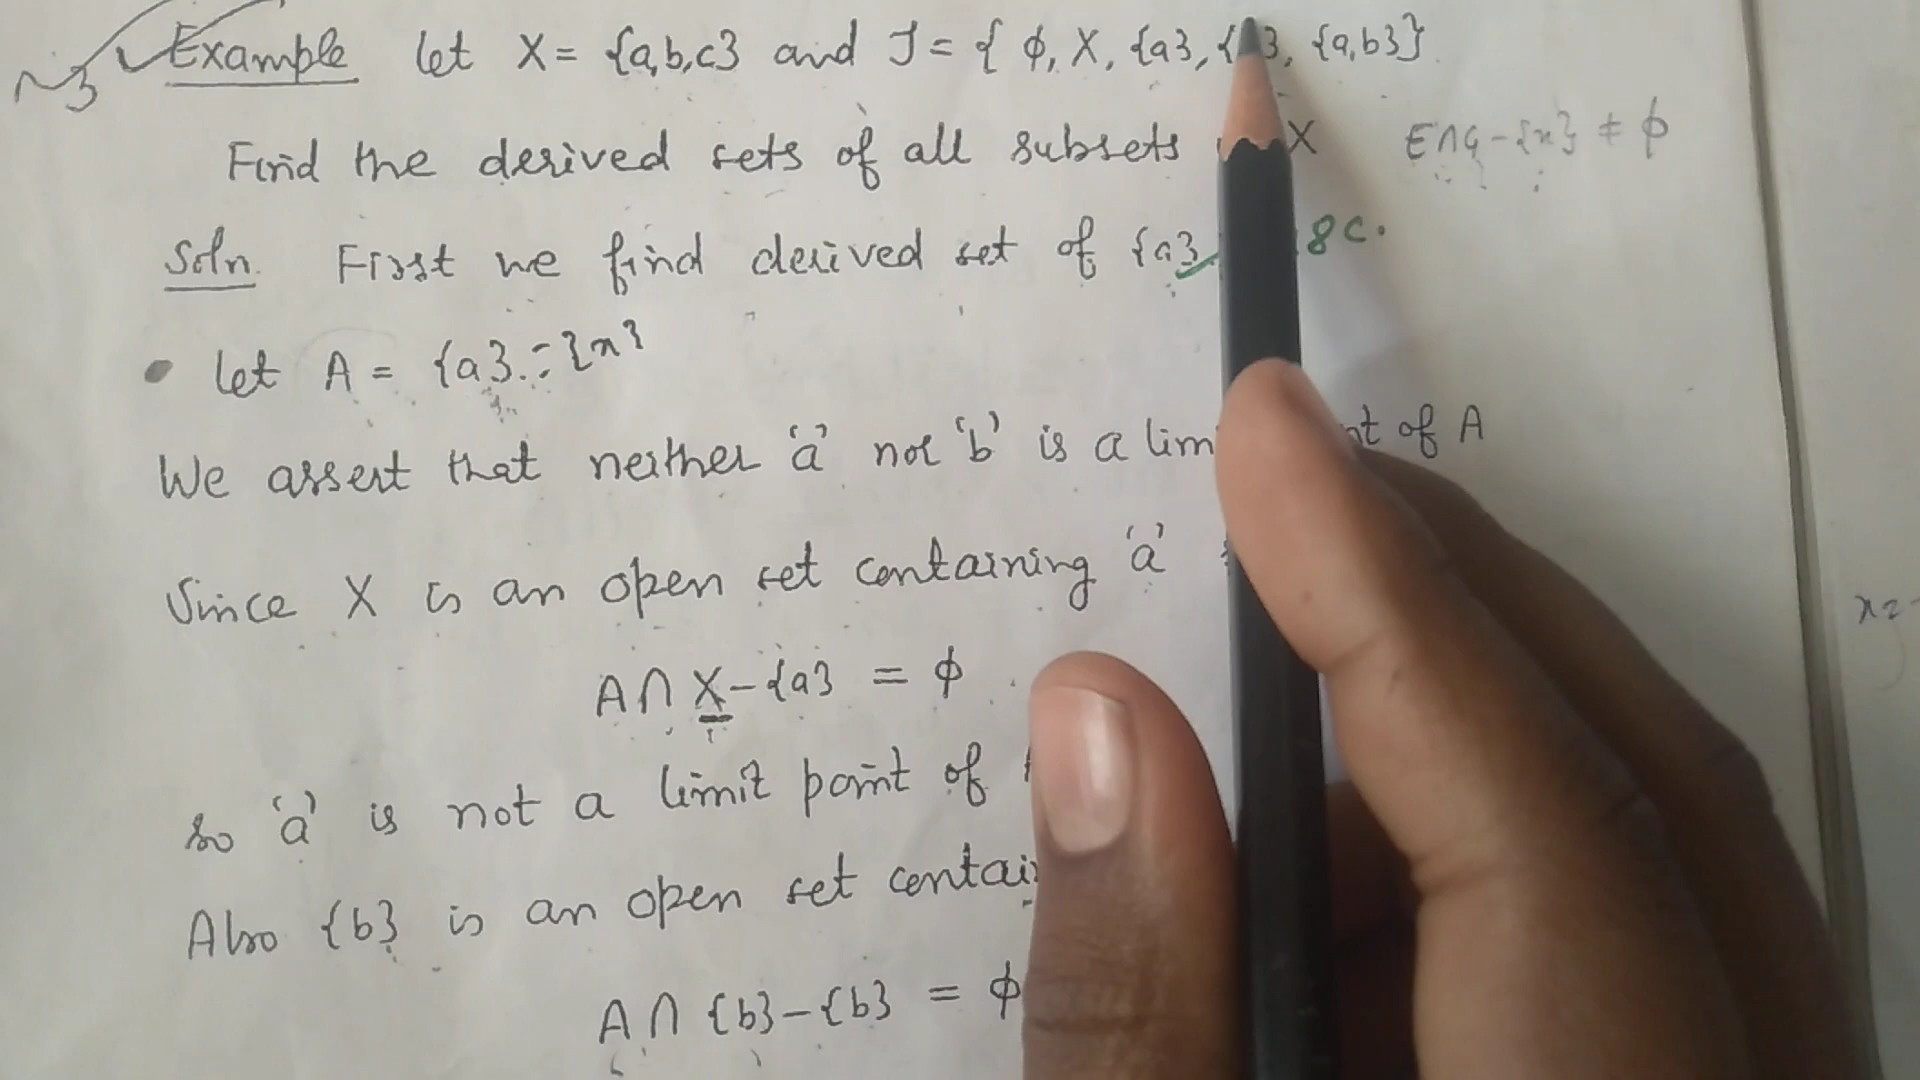 Example let X = {a,b,c} and J = { φ, X, {a}, { }, {a,b}}
Find the derived sets of all subsets X E∩G-{x} ≠ φ
Soln. First we find derived set of {a} & c.
• let A = {a}.={x}
We assert that neither 'a' nor 'b' is a lim of A
Since X is an open set containing 'a'
x=
A∩X-{a} = φ
so 'a' is not a limit point of
Also {b} is an open set contai
A∩{b}-{b} = φ